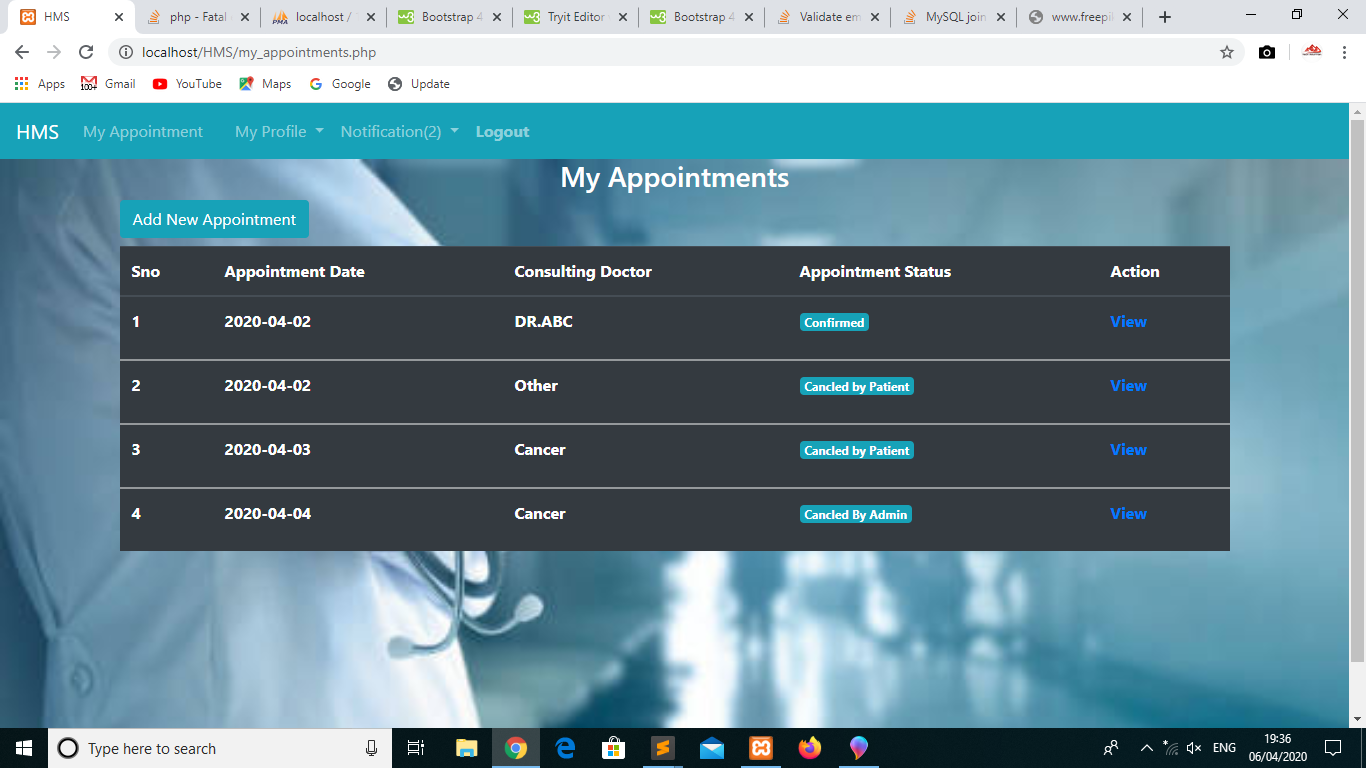 HMS
php - Fatal
localhost /
Bootstrap 4
Tryit Editor
Bootstrap 4
Validate em
MySQL join
www.freepi
localhost/HMS/my_appointments.php
Apps
100+
Gmail
YouTube
Maps
Google
Update
HMS
My Appointment
My Profile
Notification(2)
Logout
My Appointments
Add New Appointment
Sno Appointment Date Consulting Doctor Appointment Status Action
1 2020-04-02 DR.ABC Confirmed View
2 2020-04-02 Other Cancled by Patient View
3 2020-04-03 Cancer Cancled by Patient View
4 2020-04-04 Cancer Cancled By Admin View
Type here to search
ENG
19:36
06/04/2020